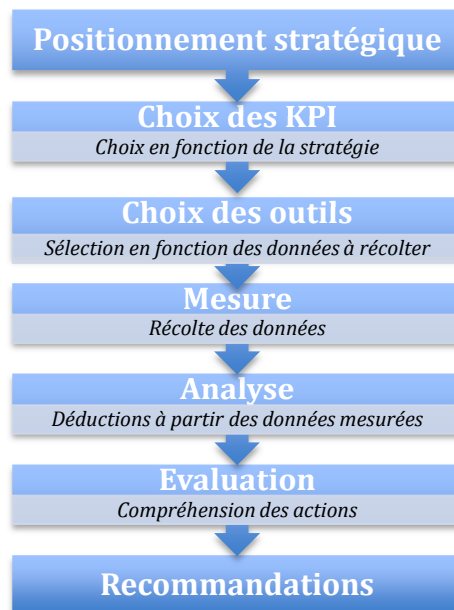 Positionnement stratégique
Choix des KPI
Choix en fonction de la stratégie
Choix des outils
Sélection en fonction des données à récolter
Mesure
Récolte des données
Analyse
Déductions à partir des données mesurées
Evaluation
Compréhension des actions
Recommandations